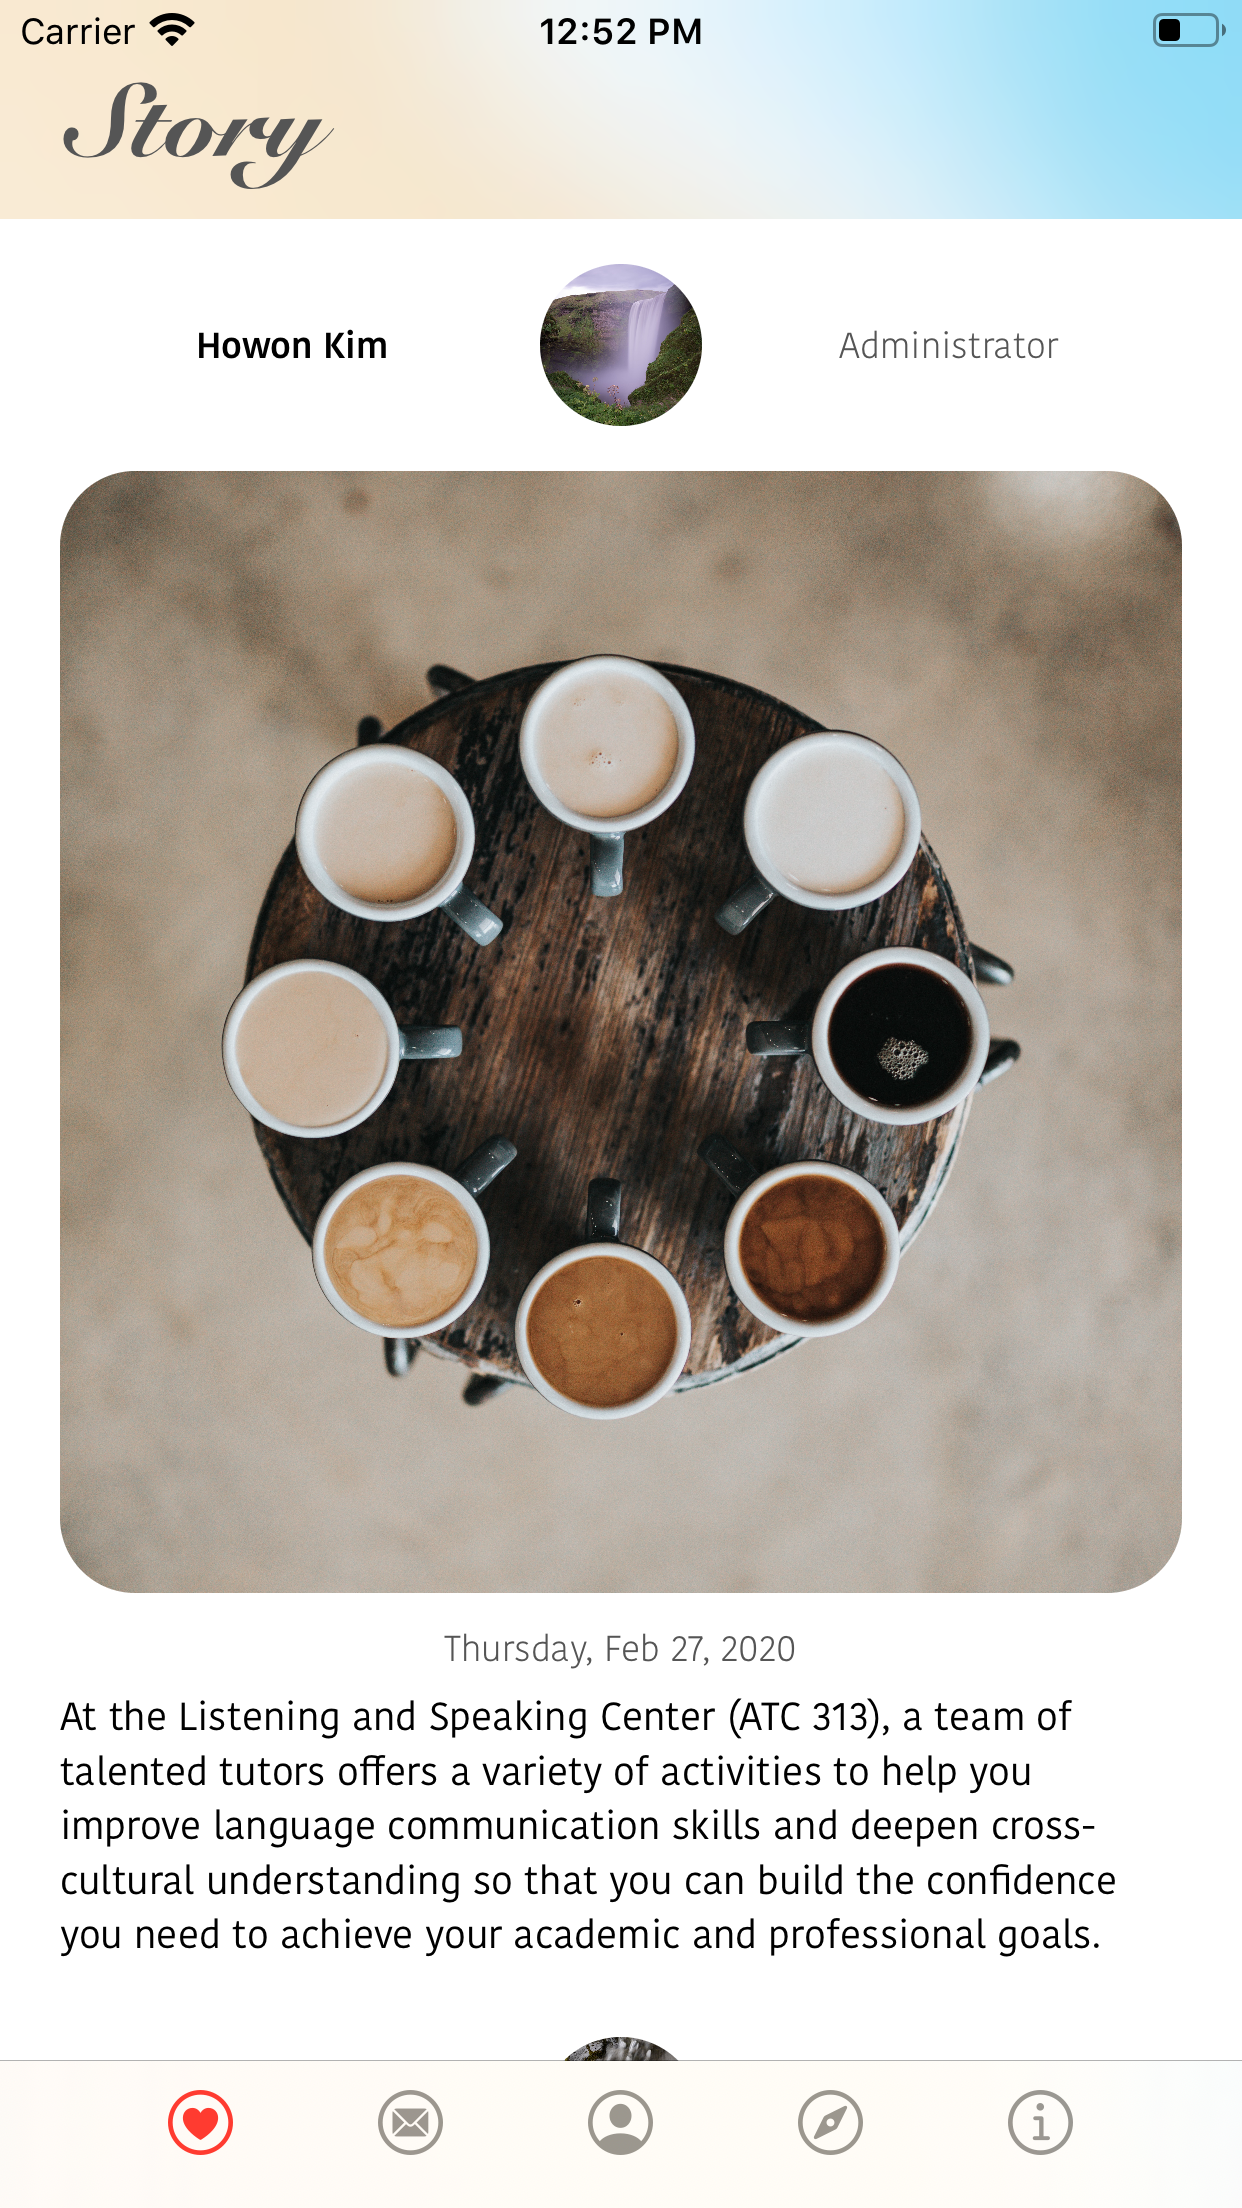 Carrier 12:52 PM
Story
Howon Kim Administrator
Thursday, Feb 27, 2020
At the Listening and Speaking Center (ATC 313), a team of
talented tutors offers a variety of activities to help you
improve language communication skills and deepen cross-
cultural understanding so that you can build the confidence
you need to achieve your academic and professional goals.